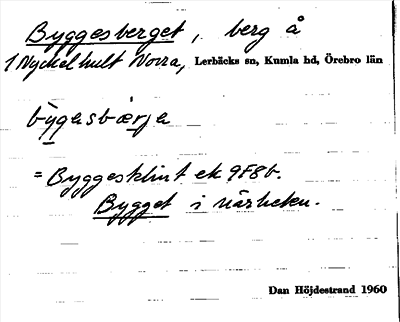 Byggesberget, berg å
1 Nyckelhult Norra, Lerbäcks sn, Kumla hd, Örebro län
= Byggesklint ek 9F8b.
Bygget i närheten.
Dan Höjdestrand 1960